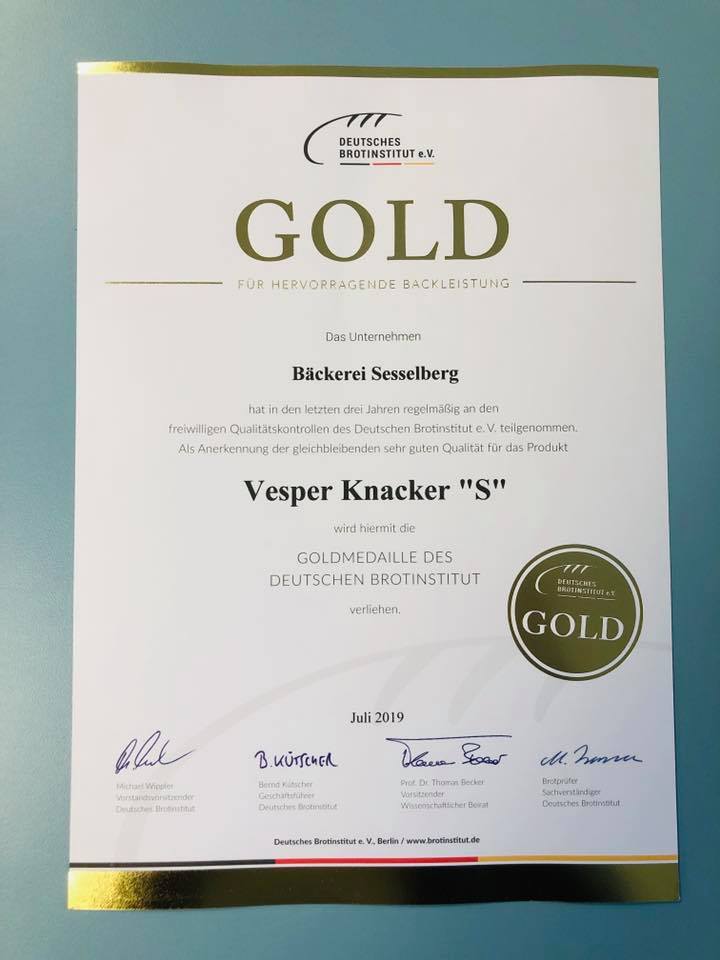 DEUTSCHES
BROTINSTITUT e.V.
GOLD
FÜR HERVORRAGENDE BACKLEISTUNG
Das Unternehmen
Bäckerei Sesselberg
hat in den letzten drei Jahren regelmäßig an den
freiwilligen Qualitätskontrollen des Deutschen Brotinstitut e. V. teilgenommen.
Als Anerkennung der gleichbleibenden sehr guten Qualität für das Produkt
Vesper Knacker "S"
wird hiermit die
GOLDMEDAILLE DES
DEUTSCHEN BROTINSTITUT
verliehen.
DEUTSCHES
BROTINSTITUT e.V.
GOLD
Juli 2019
B. KÜTSCHER
Michael Wippler
Vorstandsvorsitzender
Deutsches Brotinstitut
Bernd Kütscher
Geschäftsführer
Deutsches Brotinstitut
Prof. Dr. Thomas Becker
Vorsitzender
Wissenschaftlicher Beirat
Brotprüfer
Sachverständiger
Deutsches Brotinstitut
Deutsches Brotinstitut e. V., Berlin / www.brotinstitut.de